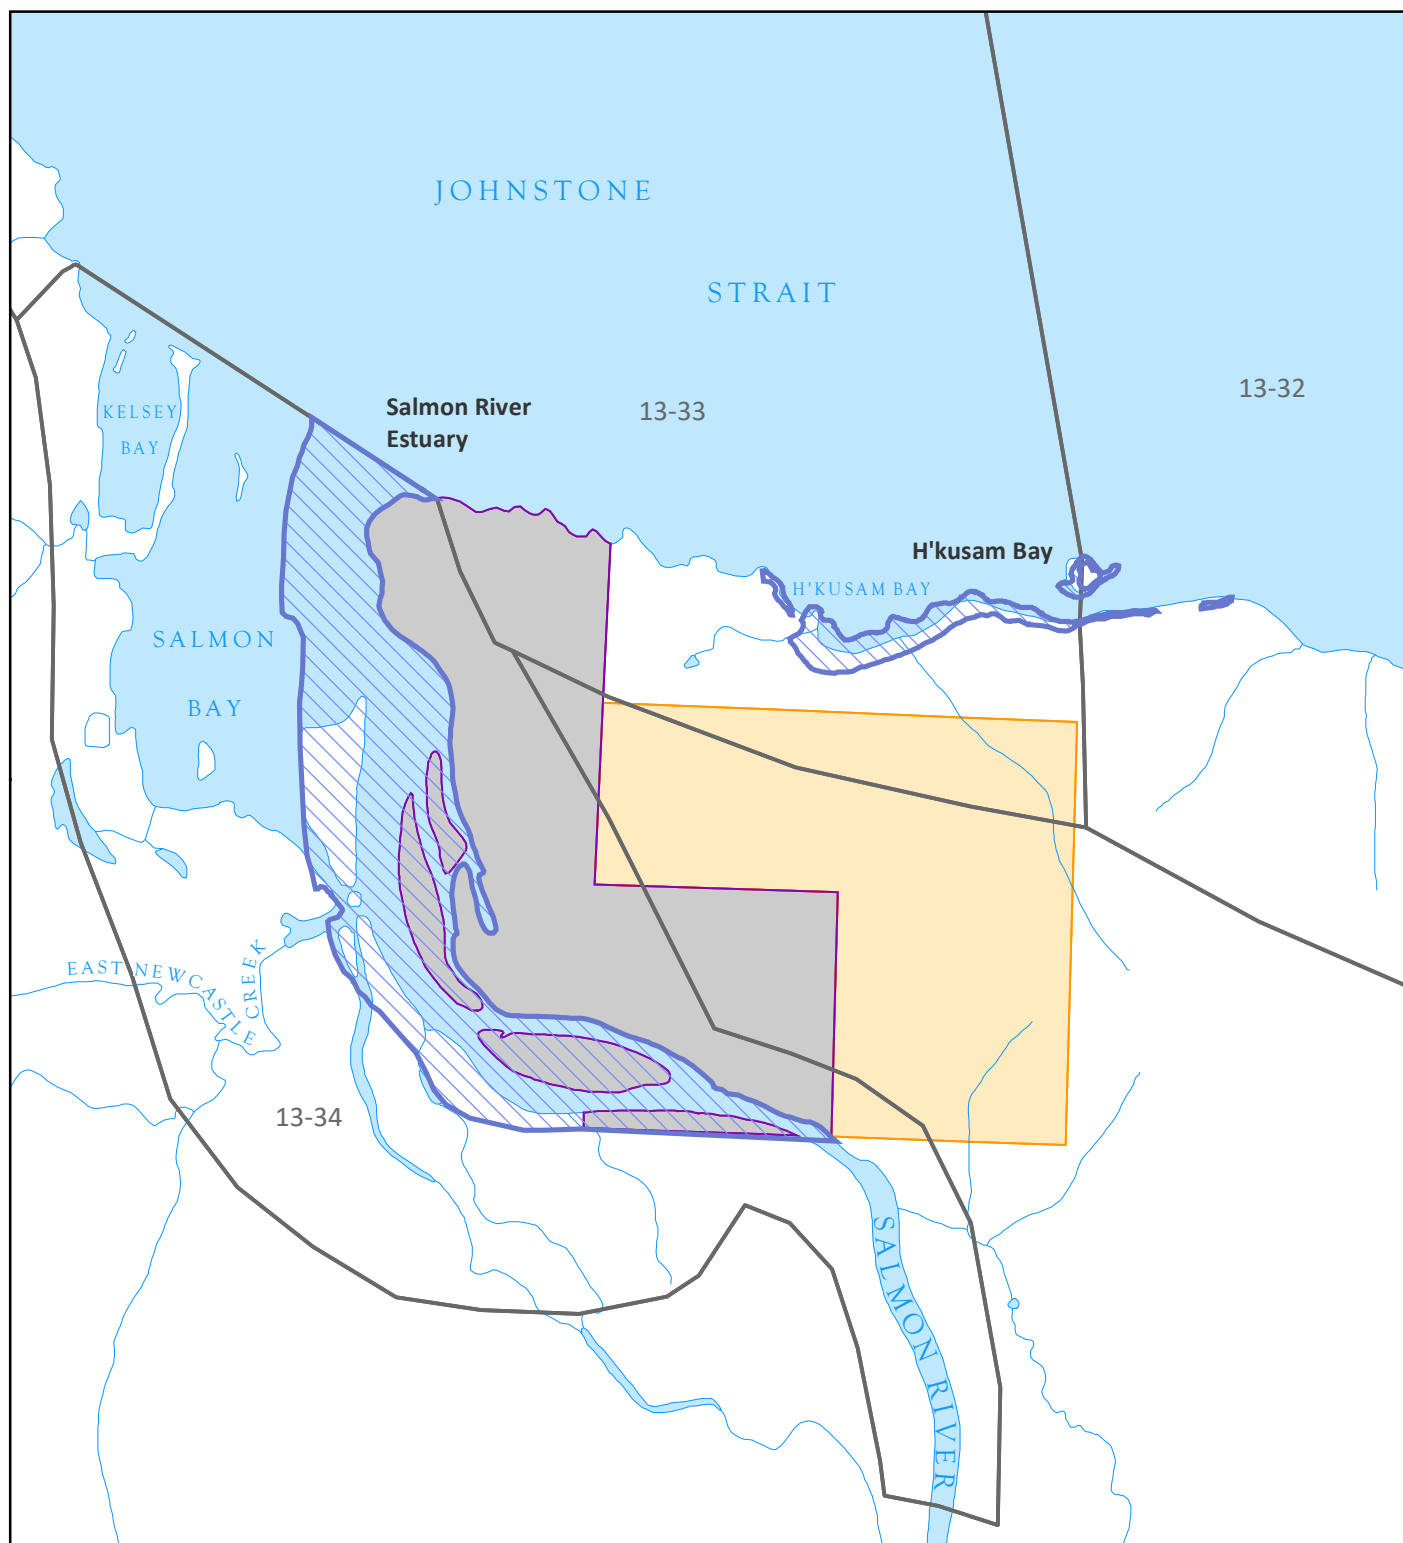 JOHNSTONE
STRAIT
13-32
Salmon River
Estuary
13-33
KELSEY
BAY
H'kusam Bay
H'KUSAM BAY
SALMON
BAY
EAST NEWCASTLE CREEK
13-34
SALMON RIVER